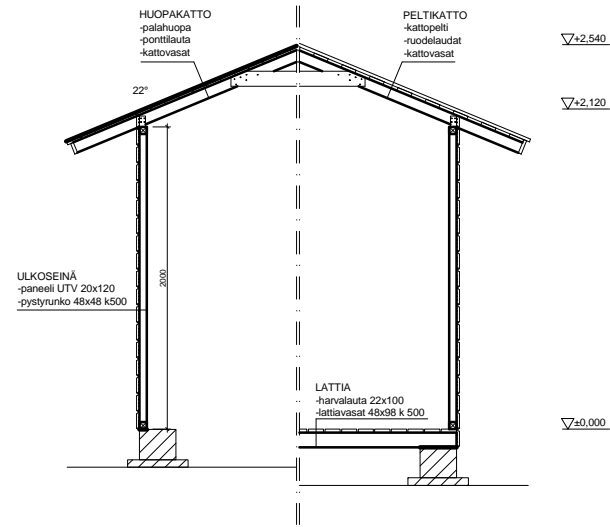 HUOPAKATTO
-palahuopa
-ponttilauta
-kattovasat
PELTIKATTO
-kattopelti
-ruodelaudat
-kattovasat
+2,540
22°
+2,120
ULKOSEINÄ
-paneeli UTV 20x120
-pystyrunko 48x48 k500
2000
LATTIA
-harvalauta 22x100
-lattiavasat 48x98 k 500
±0,000